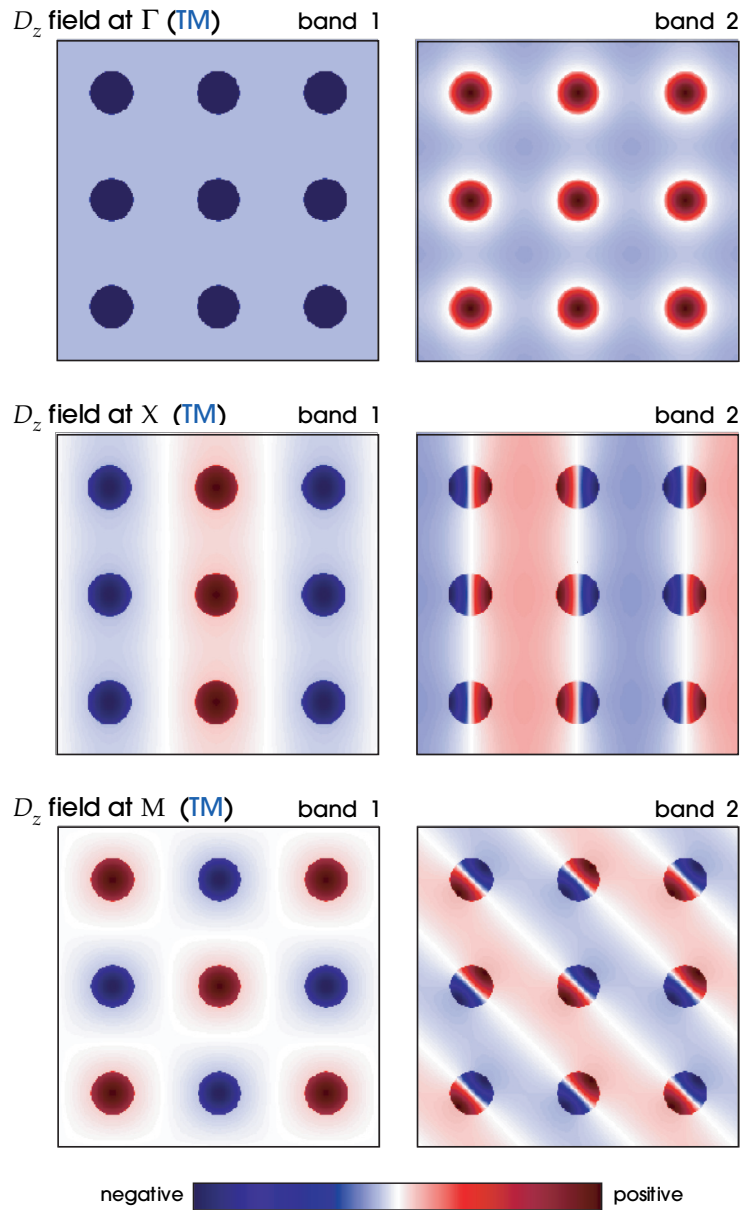 D_z field at Γ (TM) band 1 band 2
D_z field at X (TM) band 1 band 2
D_z field at M (TM) band 1 band 2
negative positive